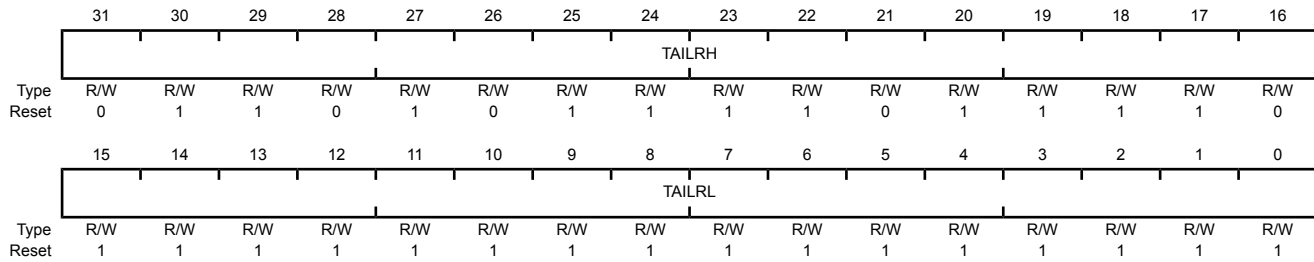 31 30 29 28 27 26 25 24 23 22 21 20 19 18 17 16
TAILRH
Type R/W R/W R/W R/W R/W R/W R/W R/W R/W R/W R/W R/W R/W R/W R/W R/W
Reset 0 1 1 0 1 0 1 1 1 1 0 1 1 1 1 0
15 14 13 12 11 10 9 8 7 6 5 4 3 2 1 0
TAILRL
Type R/W R/W R/W R/W R/W R/W R/W R/W R/W R/W R/W R/W R/W R/W R/W R/W
Reset 1 1 1 1 1 1 1 1 1 1 1 1 1 1 1 1